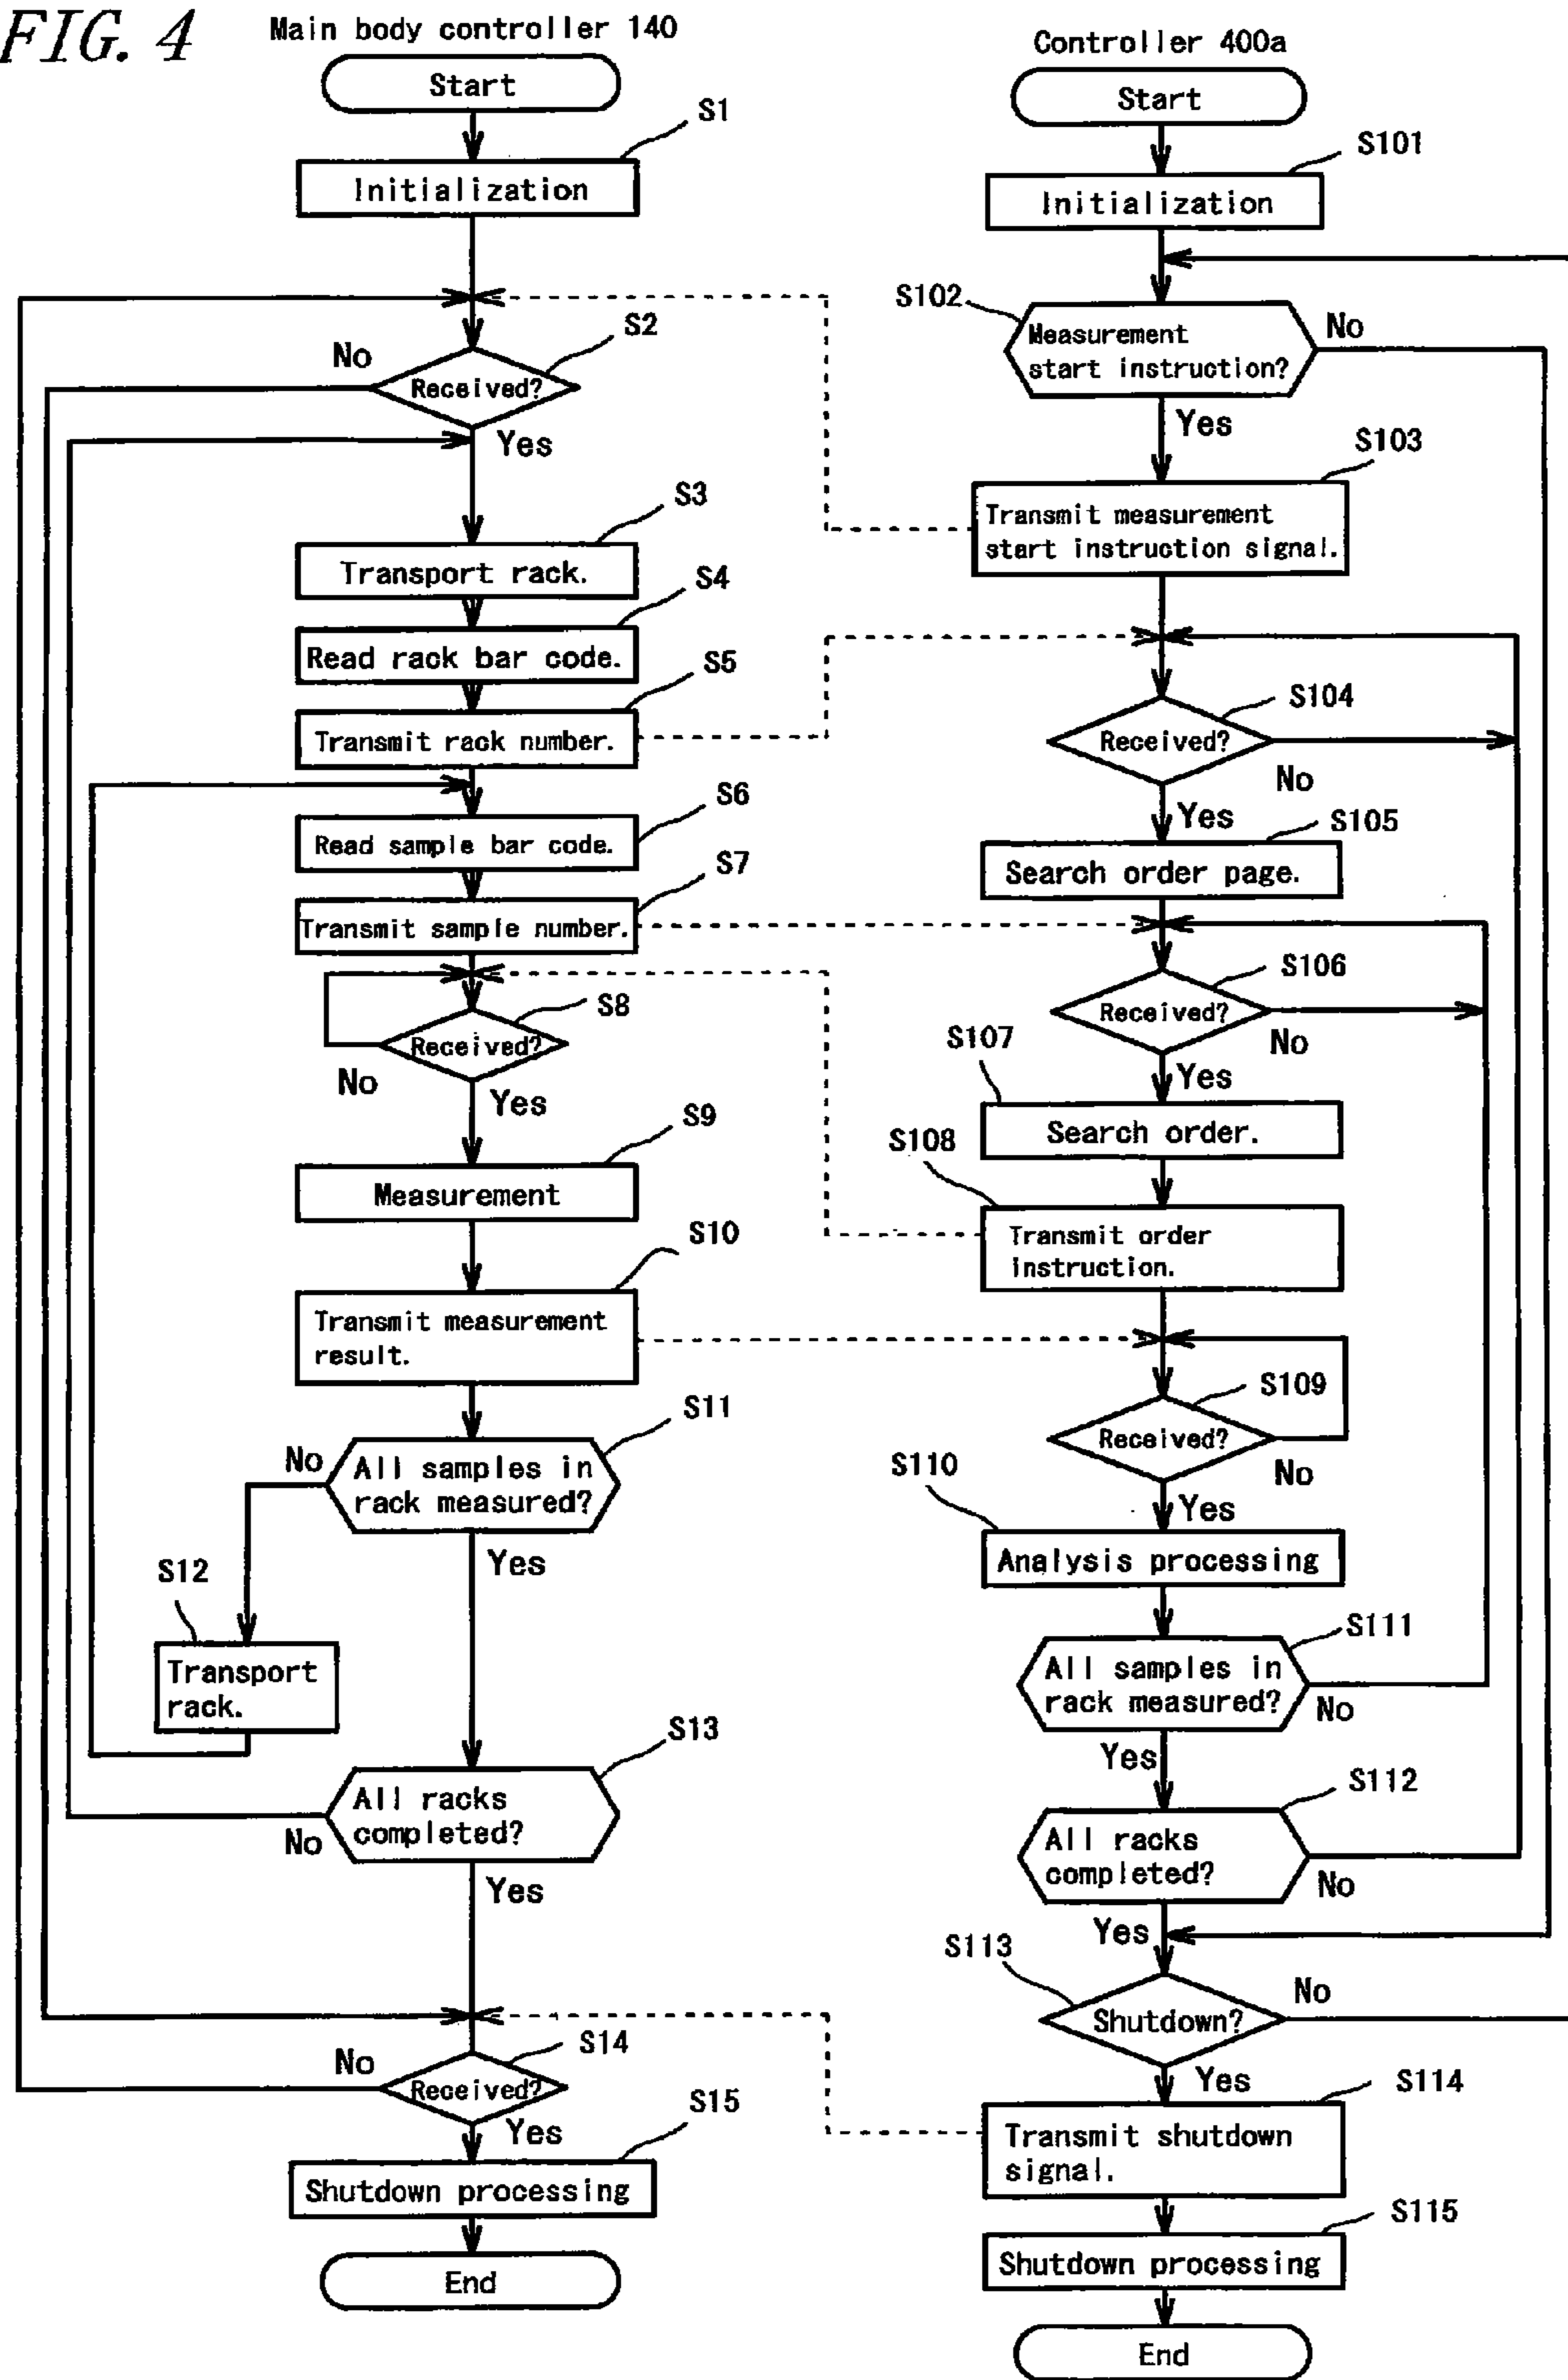 FIG. 4
Main body controller 140
Start
S1
Initialization
S2
No
Received?
Yes
S3
Transport rack.
S4
Read rack bar code.
S5
Transmit rack number.
S6
Read sample bar code.
S7
Transmit sample number.
S8
Received?
No
Yes
S9
Measurement
S10
Transmit measurement
result.
S11
No
All samples in
rack measured?
Yes
S12
Transport
rack.
S13
All racks
completed?
No
Yes
S14
No
Received?
Yes
S15
Shutdown processing
End
Controller 400a
Start
S101
Initialization
S102
No
Measurement
start instruction?
Yes
S103
Transmit measurement
start instruction signal.
S104
Received?
No
Yes
S105
Search order page.
S106
Received?
No
Yes
S107
Search order.
S108
Transmit order
instruction.
S109
Received?
No
S110
Yes
Analysis processing
S111
All samples in
rack measured?
No
Yes
S112
All racks
completed?
No
Yes
S113
No
Shutdown?
Yes
S114
Transmit shutdown
signal.
S115
Shutdown processing
End